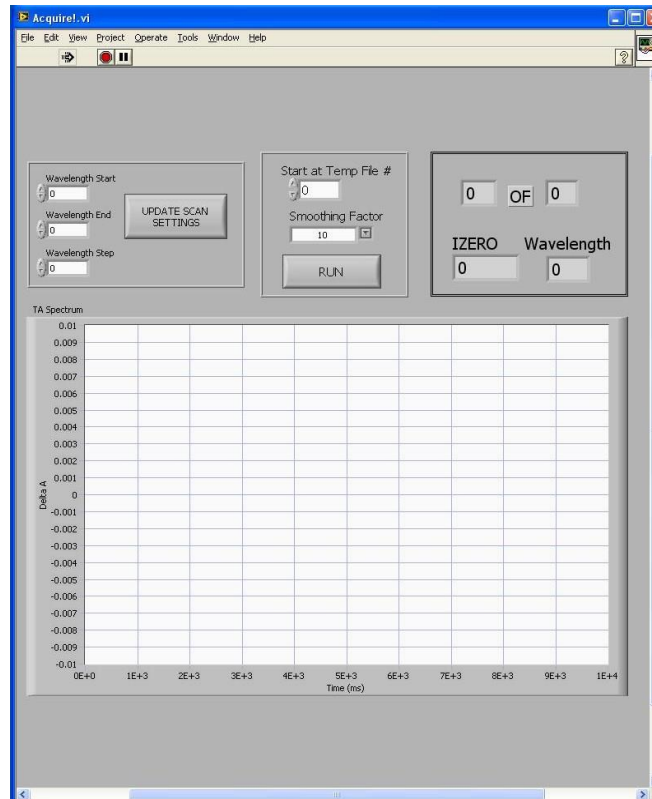 Acquire!.vi
File Edit View Project Operate Tools Window Help
?
Wavelength Start
0
Wavelength End
0
Wavelength Step
0
UPDATE SCAN
SETTINGS
Start at Temp File #
0
Smoothing Factor
10
RUN
0 OF 0
IZERO Wavelength
0 0
TA Spectrum
0.01
0.009
0.008
0.007
0.006
0.005
0.004
0.003
0.002
0.001
0
-0.001
-0.002
-0.003
-0.004
-0.005
-0.006
-0.007
-0.008
-0.009
-0.01
Delta A
0E+0 1E+3 2E+3 3E+3 4E+3 5E+3 6E+3 7E+3 8E+3 9E+3 1E+4
Time (ms)